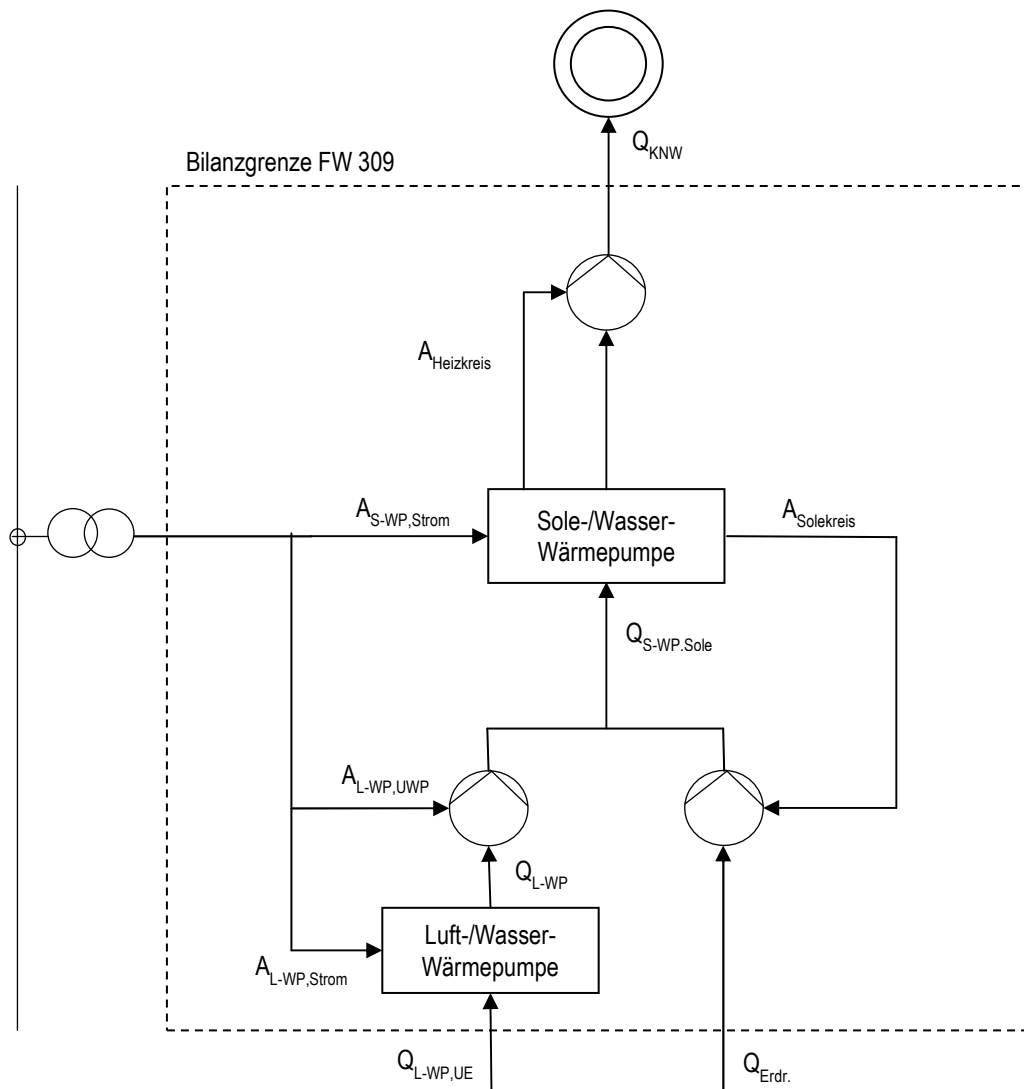 Q_KNW
Bilanzgrenze FW 309
A_Heizkreis
A_S-WP,Strom
Sole-/Wasser-
Wärmepumpe
A_Solekreis
Q_S-WP.Sole
A_L-WP,UWP
Q_L-WP
Luft-/Wasser-
Wärmepumpe
A_L-WP,Strom
Q_L-WP,UE
Q_Erdr.